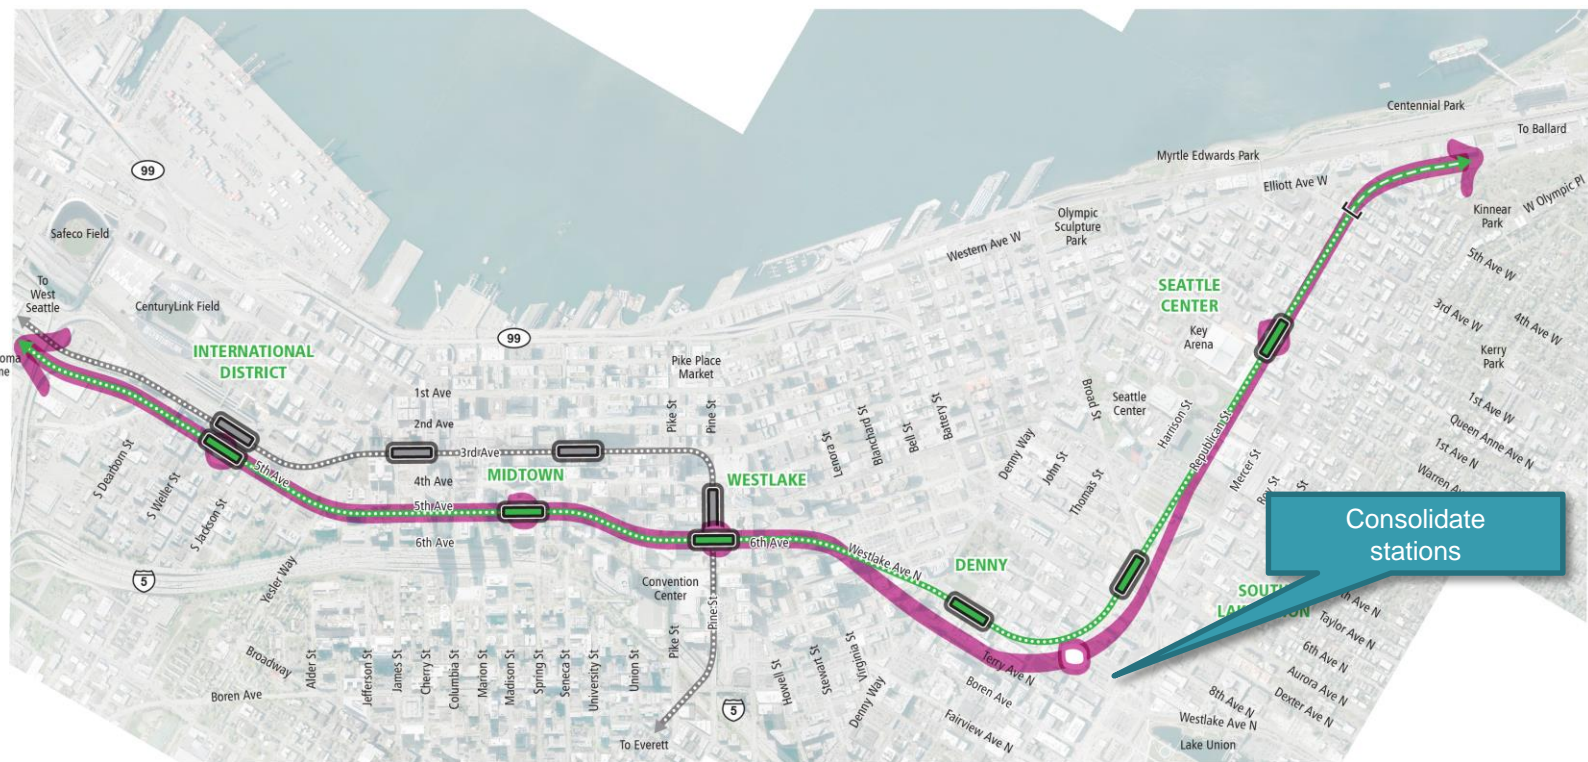 Centennial Park
To Ballard
Myrtle Edwards Park
99
Elliott Ave W
W Olympic Pl
Kinnear
Park
Olympic
Sculpture
Park
Safeco Field
Western Ave W
5th Ave W
To
West
Seattle
SEATTLE
CENTER
CenturyLink Field
3rd Ave W
4th Ave W
Key
Arena
99
INTERNATIONAL
DISTRICT
Pike Place
Market
Kerry
Park
1st Ave
Pike St
Pine St
Broad St
Seattle
Center
1st Ave W
2nd Ave
Queen Anne Ave N
3rd Ave
Lenora St
Blanchard St
Bell St
Battery St
Harrison St
Republican St
1st Ave N
S Dearborn St
S Weller St
S Jackson St
5th Ave
4th Ave
MIDTOWN
WESTLAKE
Denny Way
John St
Thomas St
Mercer St
Warren
5th Ave
6th Ave
6th Ave
Consolidate
stations
Westlake Ave N
DENNY
5
Yesler Way
Convention
Center
Pine St
Taylor Ave N
6th Ave N
Aurora Ave N
Dexter Ave N
8th Ave N
Westlake Ave N
Lake Union
Broadway
Boren Ave
Alder St
Jefferson St
James St
Cherry St
Columbia St
Marion St
Madison St
Spring St
Seneca St
University St
Union St
Pike St
Howell St
Stewart St
Virginia St
Denny Way
Terry Ave N
Boren Ave
Fairview Ave N
5
To Everett